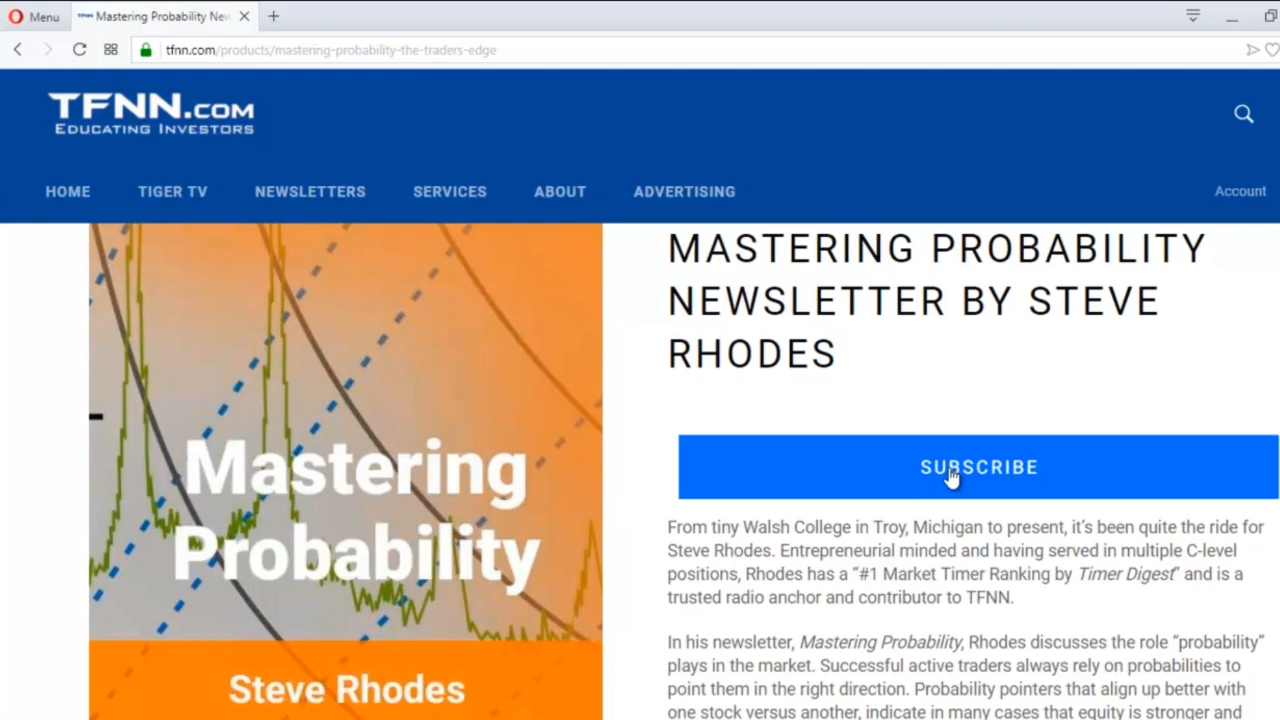 Menu
Mastering Probability New
tfnn.com/products/mastering-probability-the-traders-edge
TFNN.COM
EDUCATING INVESTORS
HOME TIGER TV NEWSLETTERS SERVICES ABOUT ADVERTISING Account
MASTERING PROBABILITY
NEWSLETTER BY STEVE
RHODES
Mastering
Probability
Steve Rhodes
SUBSCRIBE
From tiny Walsh College in Troy, Michigan to present, it’s been quite the ride for
Steve Rhodes. Entrepreneurial minded and having served in multiple C-level
positions, Rhodes has a “#1 Market Timer Ranking by Timer Digest” and is a
trusted radio anchor and contributor to TFNN.
In his newsletter, Mastering Probability, Rhodes discusses the role “probability”
plays in the market. Successful active traders always rely on probabilities to
point them in the right direction. Probability pointers that align up better with
one stock versus another, indicate in many cases that equity is stronger and